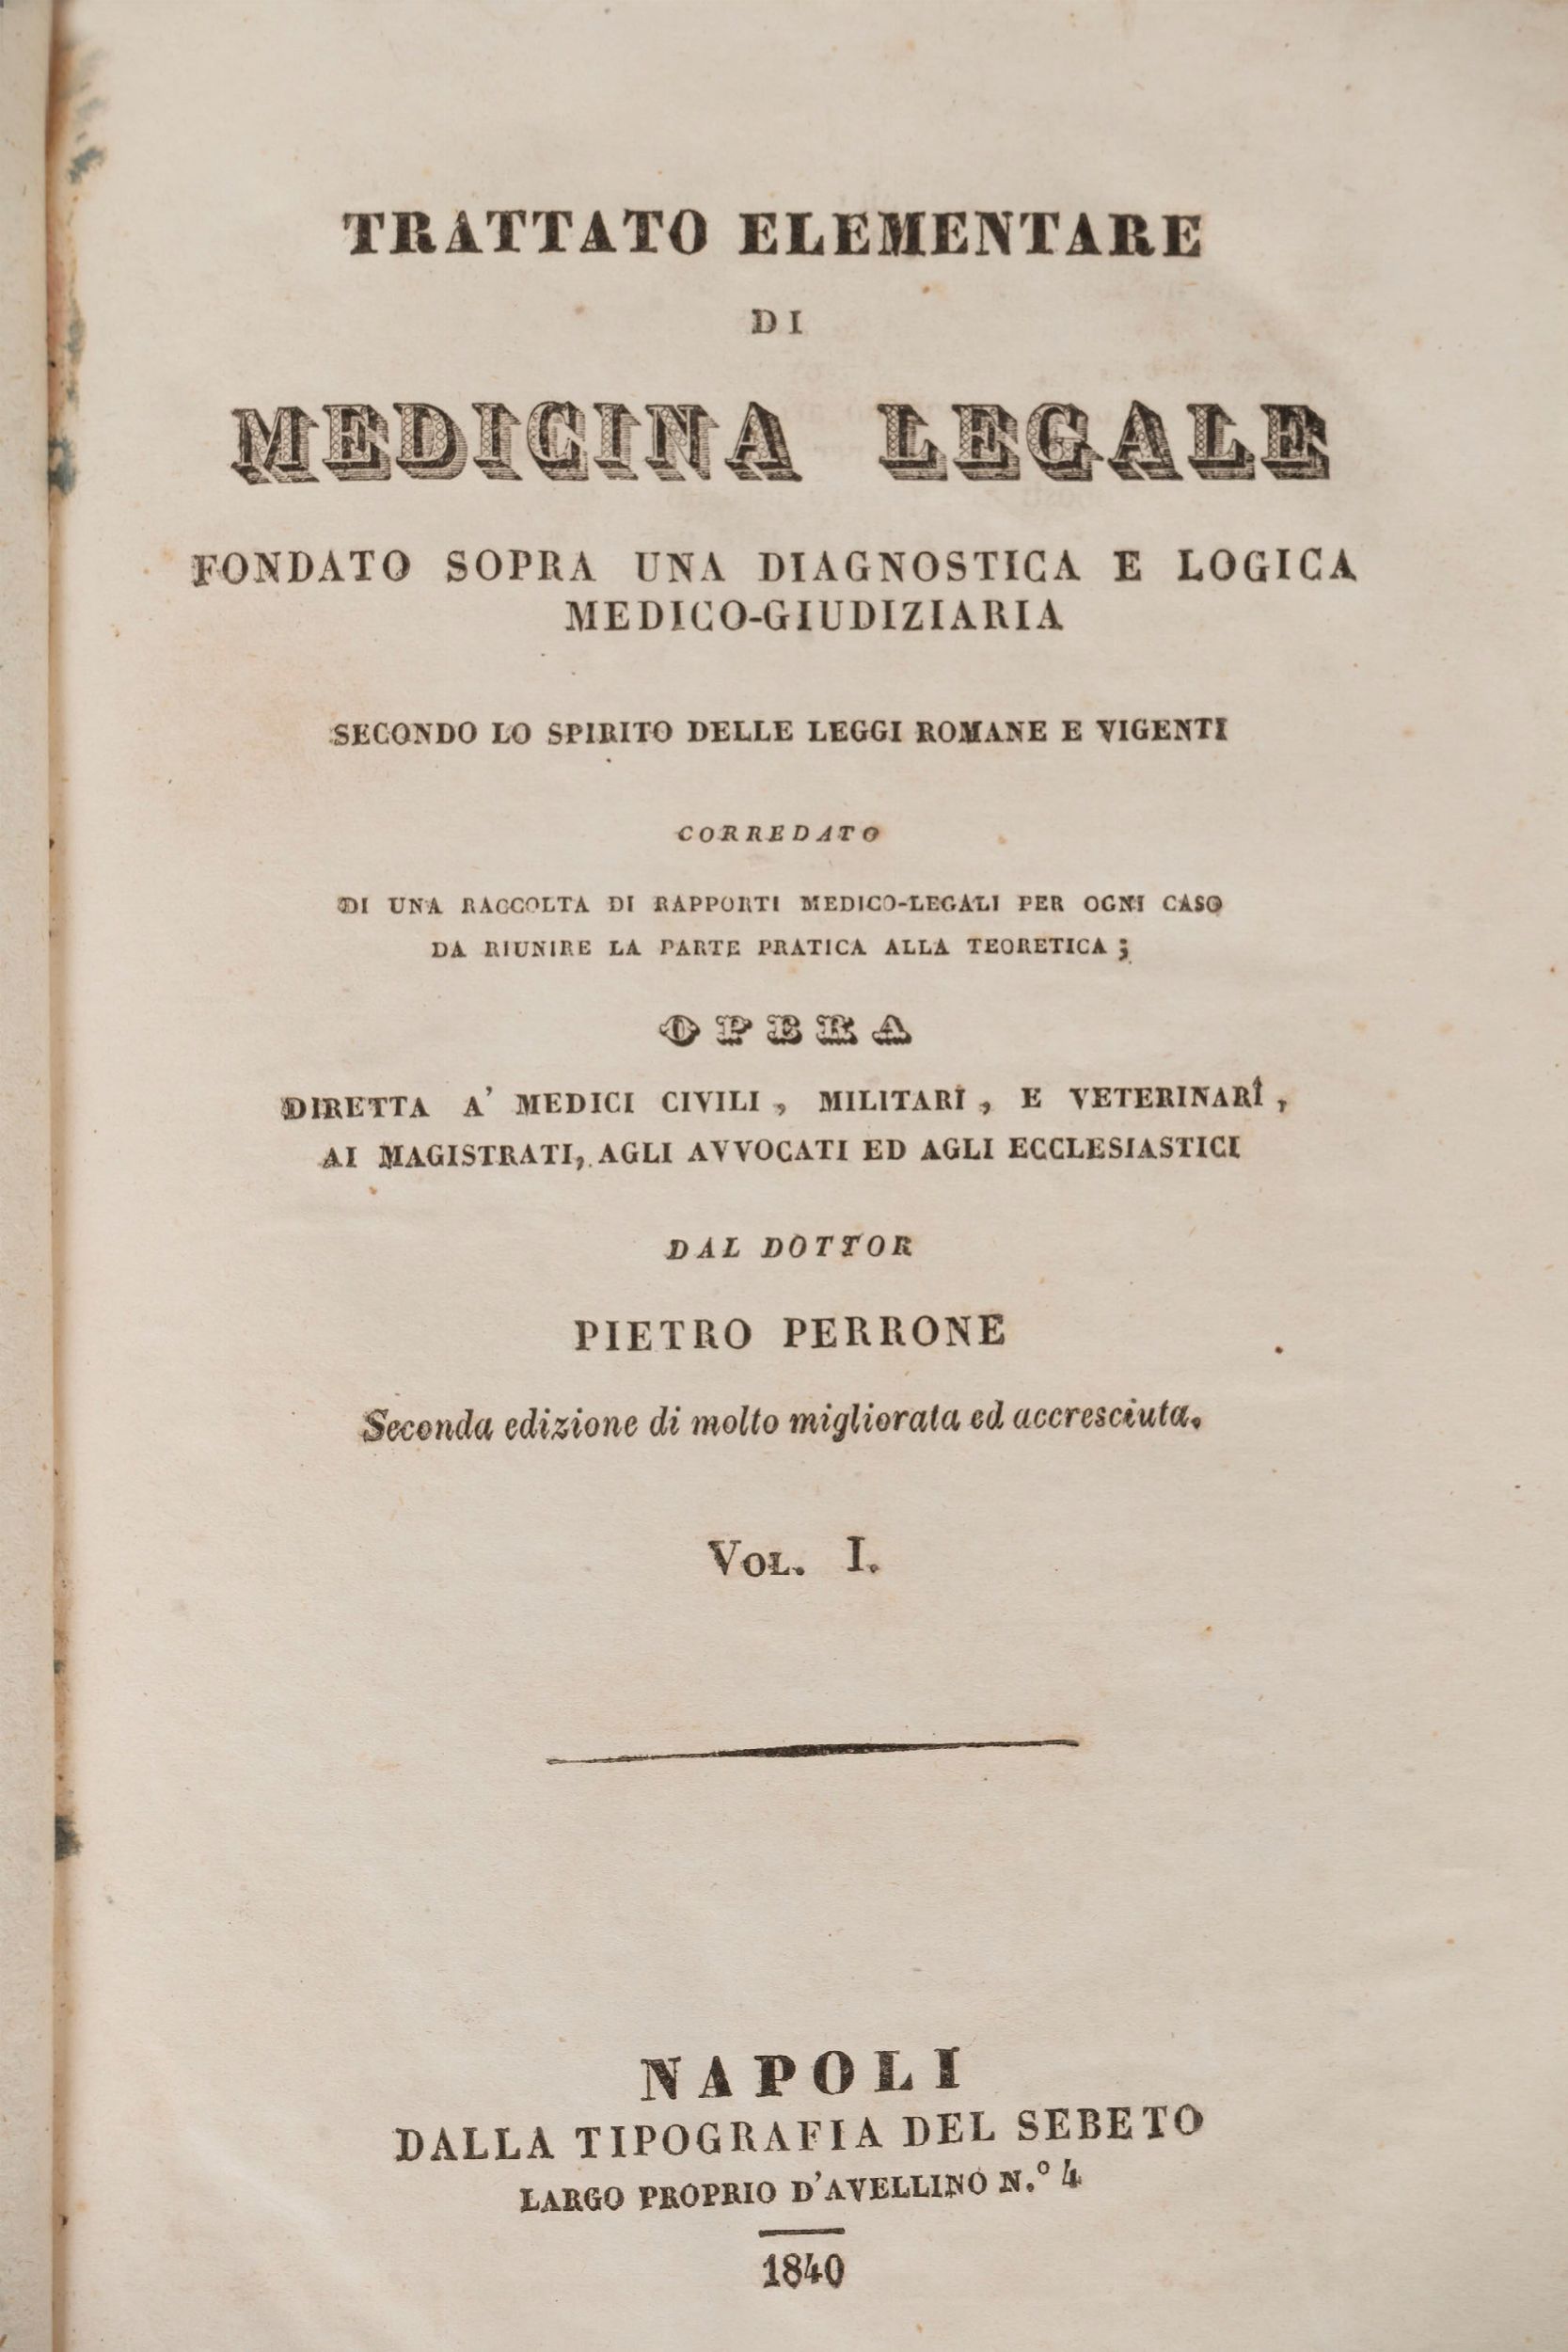 TRATTATO ELEMENTARE
DI
MEDICINA LEGALE
FONDATO SOPRA UNA DIAGNOSTICA E LOGICA
MEDICO-GIUDIZIARIA
SECONDO LO SPIRITO DELLE LEGGI ROMANE E VIGENTI
CORREDATO
DI UNA RACCOLTA DI RAPPORTI MEDICO-LEGALI PER OGNI CASO
DA RIUNIRE LA PARTE PRATICA ALLA TEORETICA ;
OPERA
DIRETTA A' MEDICI CIVILI , MILITARÎ , E VETERINARÎ ,
AI MAGISTRATI, AGLI AVVOCATI ED AGLI ECCLESIASTICI
DAL DOTTOR
PIETRO PERRONE
Seconda edizione di molto migliorata ed accresciuta.
VOL. I.
NAPOLI
DALLA TIPOGRAFIA DEL SEBETO
LARGO PROPRIO D'AVELLINO N.º 4
1840